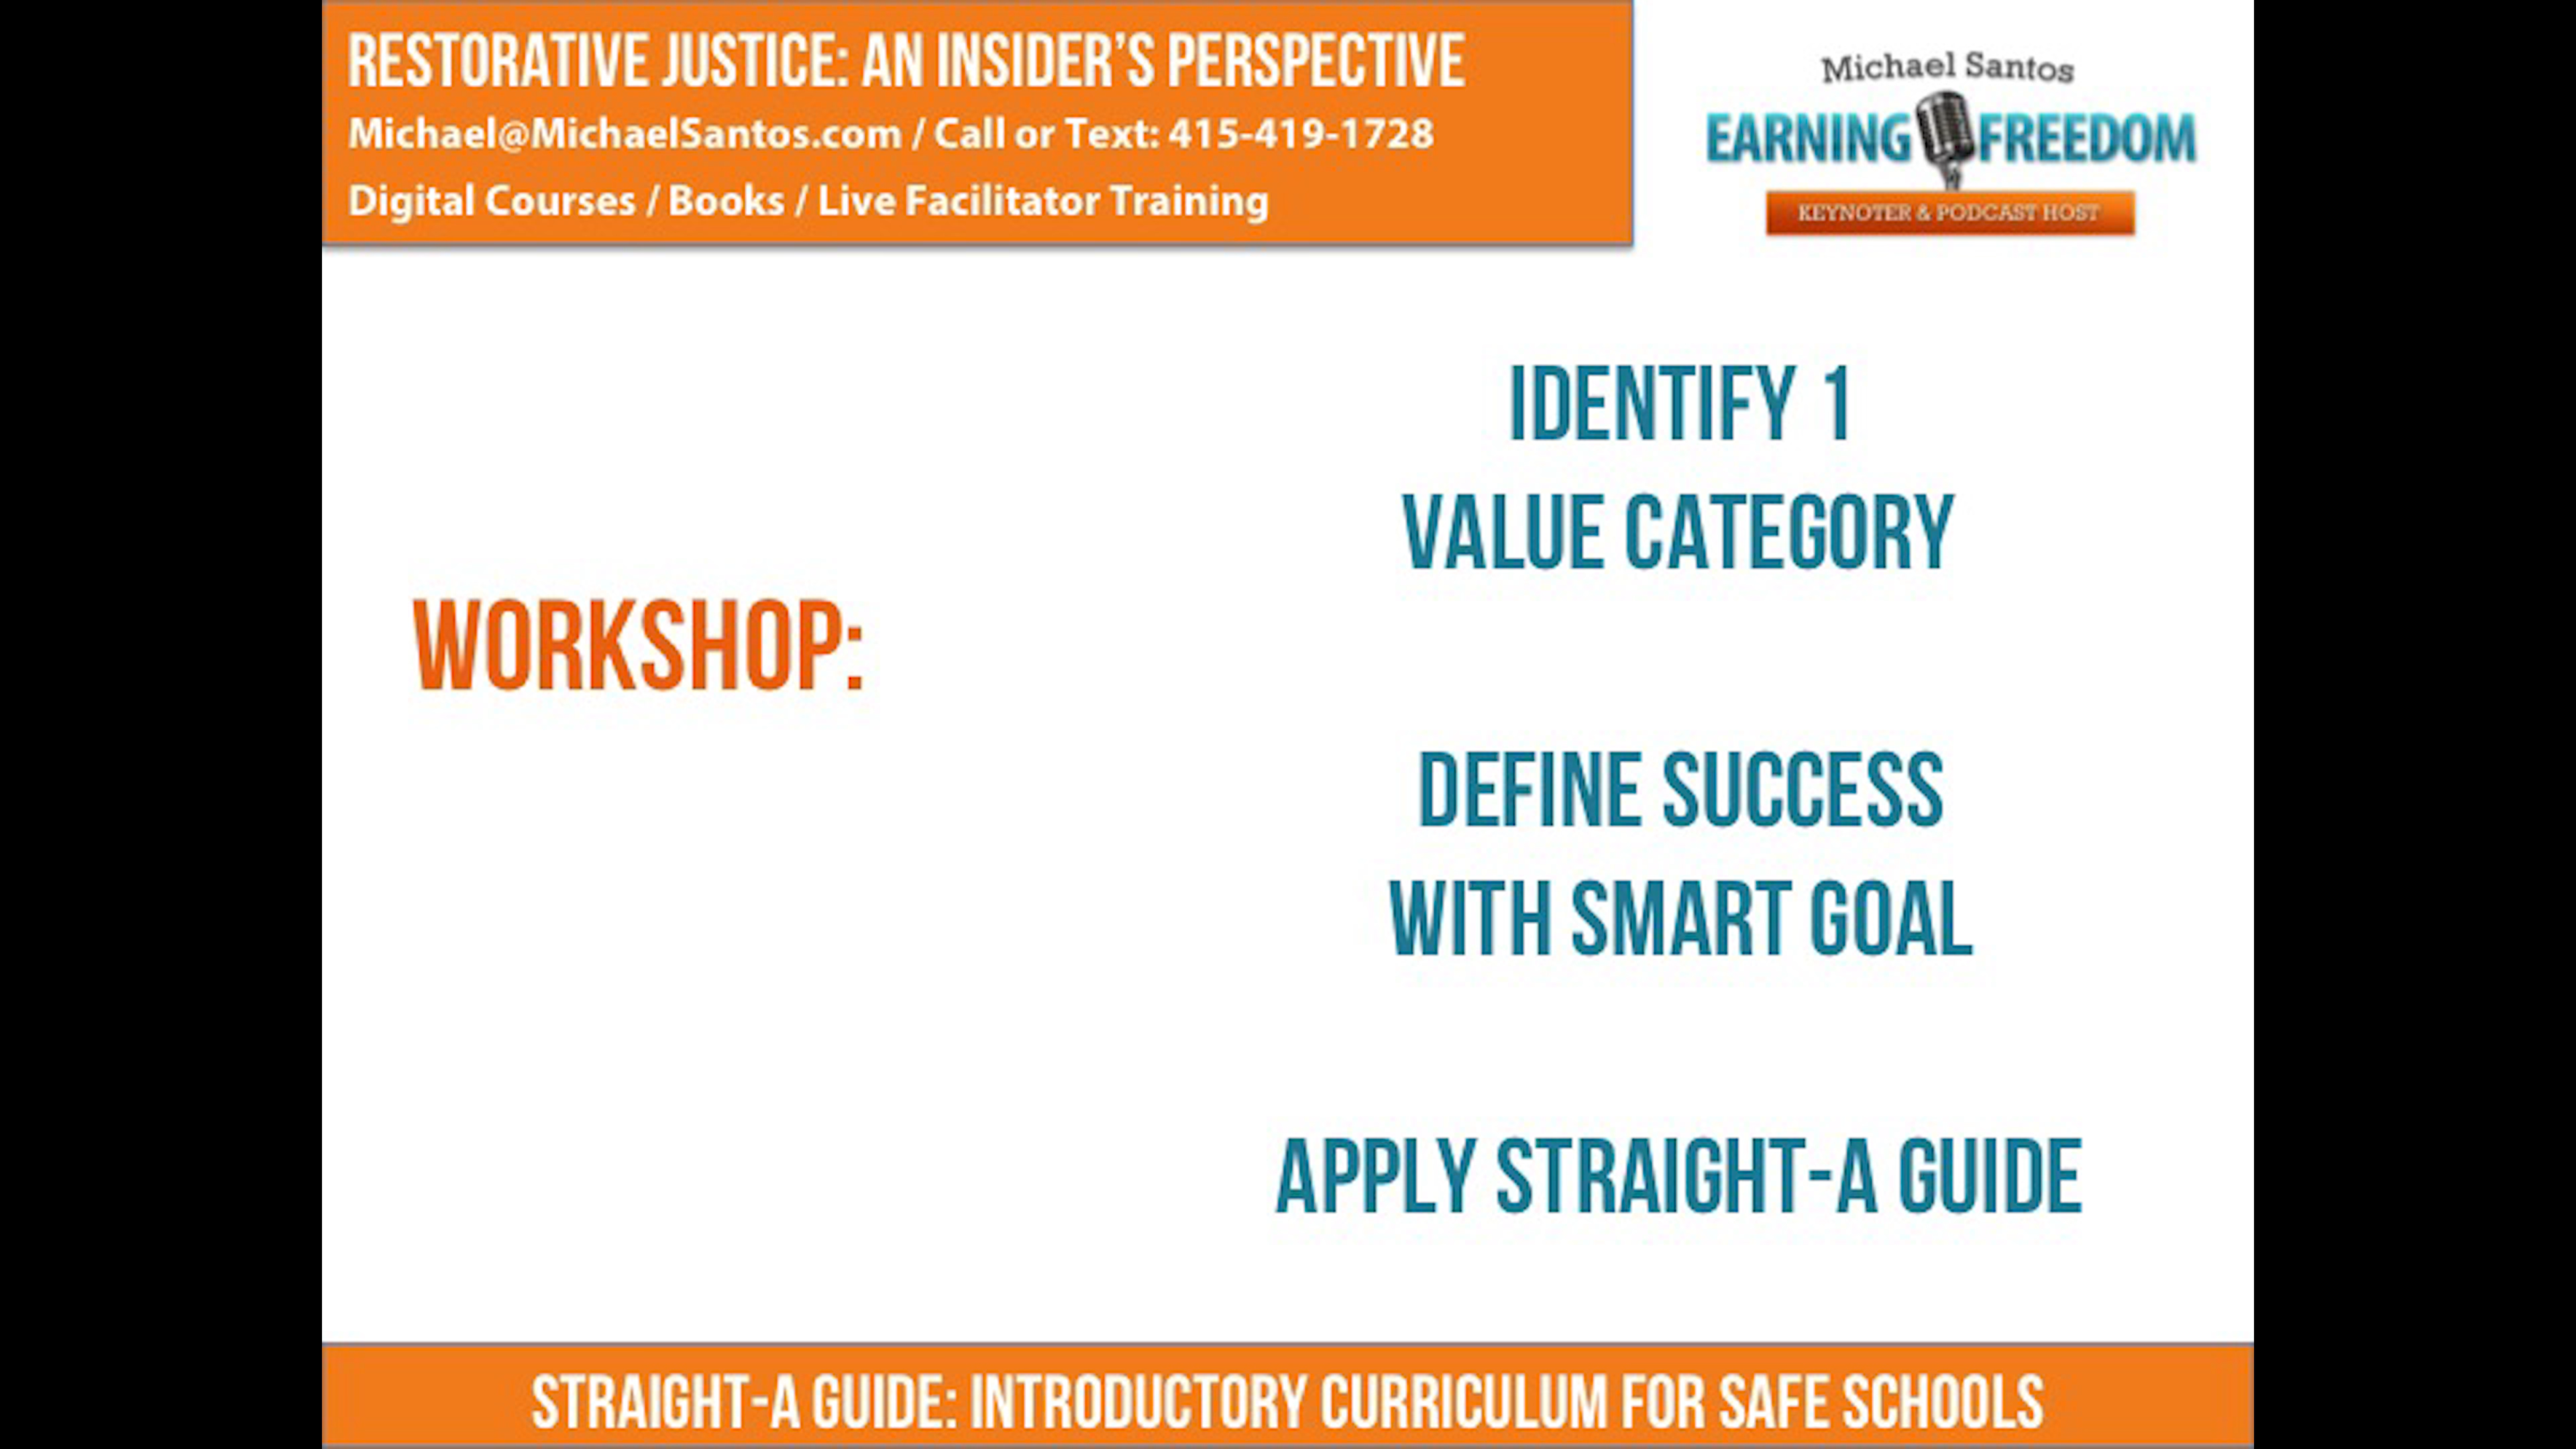 RESTORATIVE JUSTICE: AN INSIDER'S PERSPECTIVE
Michael@MichaelSantos.com / Call or Text: 415-419-1728
Digital Courses / Books / Live Facilitator Training
Michael Santos
EARNING FREEDOM
KEYNOTER & PODCAST HOST
WORKSHOP:
IDENTIFY 1
VALUE CATEGORY
DEFINE SUCCESS
WITH SMART GOAL
APPLY STRAIGHT-A GUIDE
STRAIGHT-A GUIDE: INTRODUCTORY CURRICULUM FOR SAFE SCHOOLS